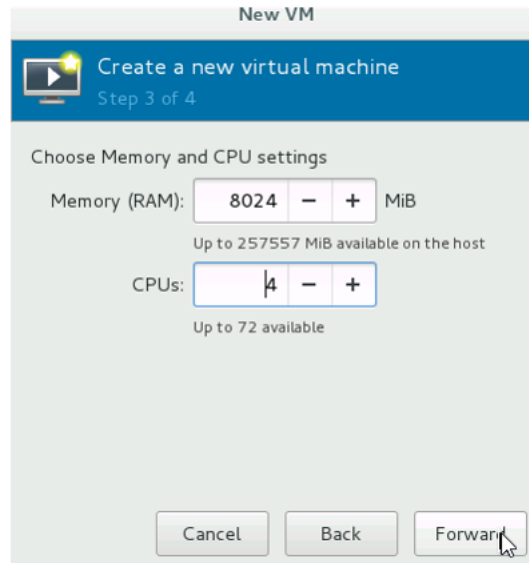 New VM
Create a new virtual machine
Step 3 of 4
Choose Memory and CPU settings
Memory (RAM): 8024 − + MiB
Up to 257557 MiB available on the host
CPUs: 4 − +
Up to 72 available
Cancel Back Forward